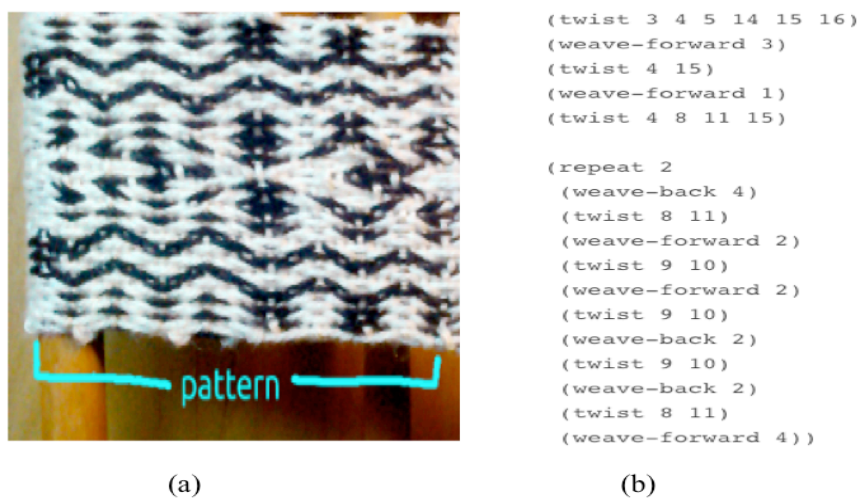 pattern
(a)
(twist 3 4 5 14 15 16)
(weave-forward 3)
(twist 4 15)
(weave-forward 1)
(twist 4 8 11 15)
(repeat 2
(weave-back 4)
(twist 8 11)
(weave-forward 2)
(twist 9 10)
(weave-forward 2)
(twist 9 10)
(weave-back 2)
(twist 9 10)
(weave-back 2)
(twist 8 11)
(weave-forward 4))
(b)